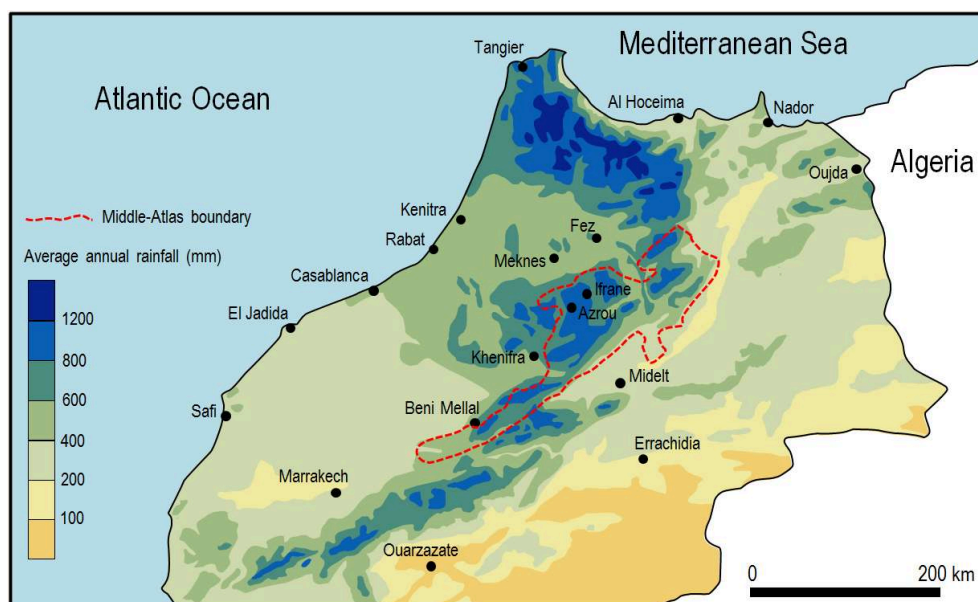 Tangier
Mediterranean Sea
Atlantic Ocean
Al Hoceima
Nador
Algeria
Oujda
Middle-Atlas boundary
Kenitra
Rabat
Fez
Meknes
Average annual rainfall (mm)
Casablanca
Ifrane
Azrou
El Jadida
1200
800
Khenifra
600
Midelt
Safi
Beni Mellal
400
Errachidia
200
Marrakech
100
Ouarzazate
0 200 km